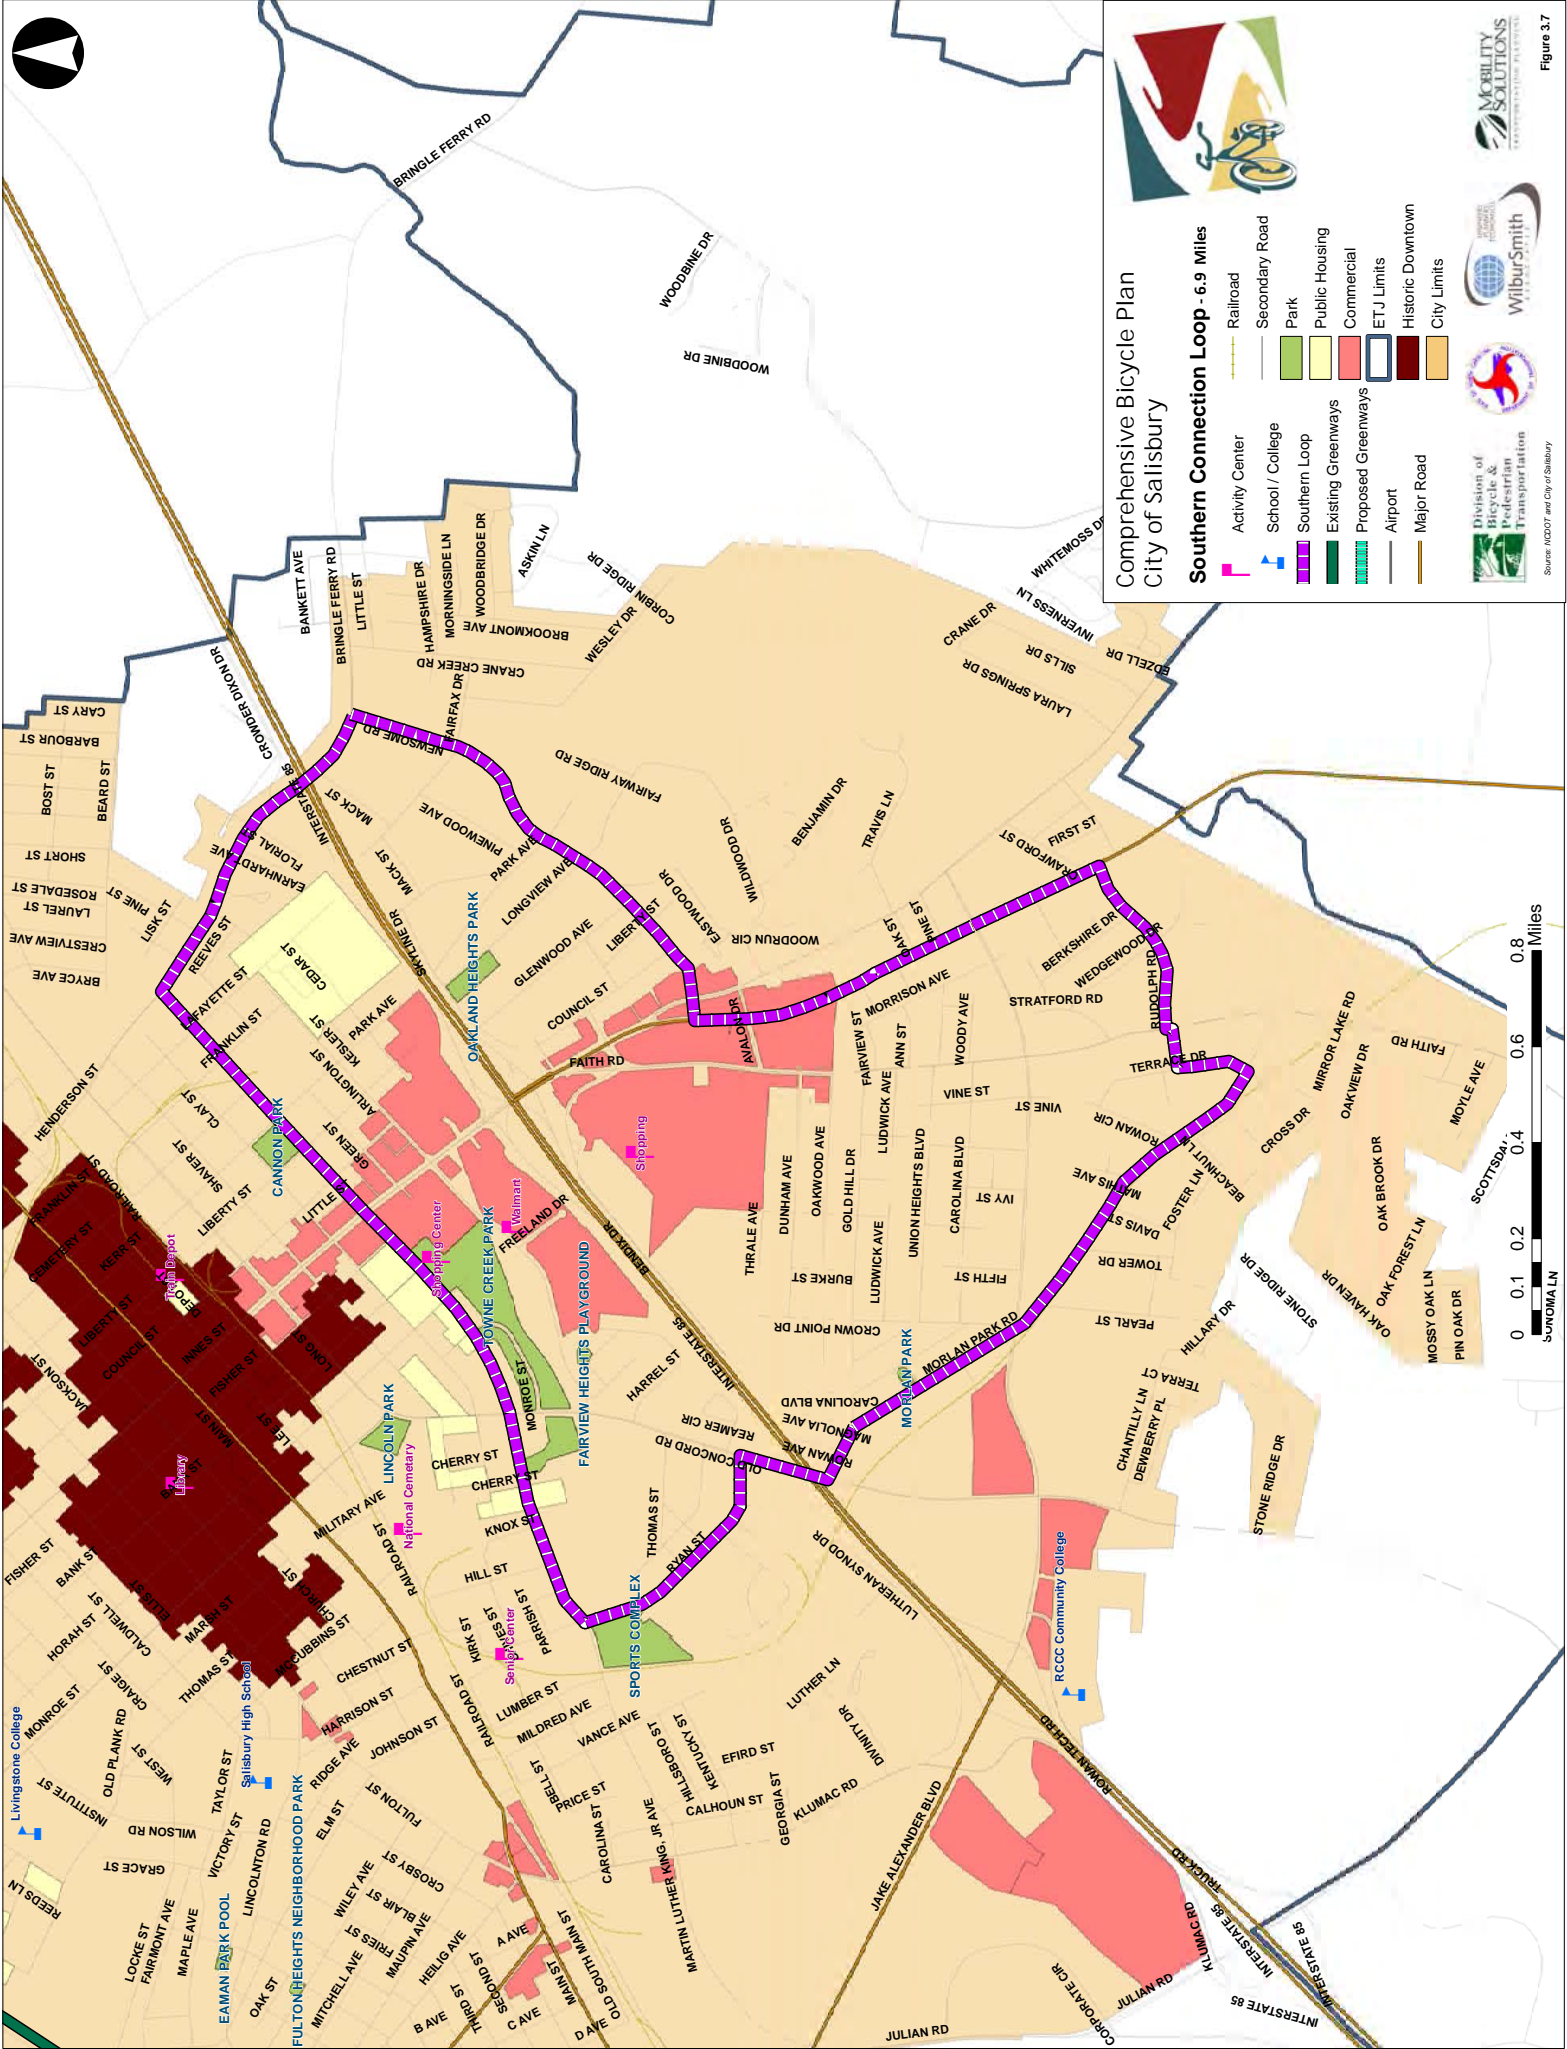 Comprehensive Bicycle Plan
City of Salisbury
Southern Connection Loop - 6.9 Miles
Activity Center
School / College
Southern Loop
Existing Greenways
Proposed Greenways
Airport
Major Road
Railroad
Secondary Road
Park
Public Housing
Commercial
ETJ Limits
Historic Downtown
City Limits
Division of
Bicycle &
Pedestrian
Transportation
WilburSmith
MOBILITY
SOLUTIONS
Source: NCDOT and City of Salisbury
Figure 3.7
0 0.1 0.2 0.4 0.6 0.8
Miles
Livingstone College
Salisbury High School
RCCC Community College
Library
Train Depot
National Cemetary
Senior Center
Shopping Center
Walmart
Shopping
EAMAN PARK POOL
FULTON HEIGHTS NEIGHBORHOOD PARK
LINCOLN PARK
CANNON PARK
TOWNE CREEK PARK
FAIRVIEW HEIGHTS PLAYGROUND
OAKLAND HEIGHTS PARK
SPORTS COMPLEX
MORLAN PARK
BRINGLE FERRY RD
WOODBINE DR
WOODBINE DR
BANKETT AVE
BRINGLE FERRY RD
LITTLE ST
HAMPSHIRE DR
MORNINGSIDE LN
WOODBRIDGE DR
ASKIN LN
CORBIN RIDGE DR
BROOKMONT AVE
WESLEY DR
CRANE CREEK RD
FAIRFAX DR
NEWSOME RD
CROWDER DIXON DR
CARY ST
BARBOUR ST
BOST ST
BEARD ST
SHORT ST
ROSEDALE ST
LAUREL ST
PINE ST
LISK ST
CRESTVIEW AVE
BRYCE AVE
REEVES ST
EARNHARDT AVE
FLORIAL ST
INTERSTATE 85
MACK ST
MACK ST
SKYLINE DR
PINEWOOD AVE
PARK AVE
LONGVIEW AVE
GLENWOOD AVE
LIBERTY ST
COUNCIL ST
EASTWOOD DR
FAIRWAY RIDGE RD
WILDWOOD DR
BENJAMIN DR
TRAVIS LN
WOODRUN CIR
OAK ST
PINE ST
CRAWFORD ST
FIRST ST
CRANE DR
WHITEMOSS DR
INVERNESS LN
SILLS DR
LAURA SPRINGS DR
EDZELL DR
LAFAYETTE ST
FRANKLIN ST
CEDAR ST
PARK AVE
KESLER ST
ARLINGTON ST
GREEN ST
LITTLE ST
HENDERSON ST
CLAY ST
SHAVER ST
LIBERTY ST
FRANKLIN ST
RAILROAD ST
CEMETERY ST
KERR ST
LIBERTY ST
COUNCIL ST
INNES ST
FISHER ST
LONG ST
JACKSON ST
MAIN ST
LEE ST
FISHER ST
BANK ST
HORAH ST
CALDWELL ST
ELLIS ST
MARSH ST
CHURCH ST
MCCUBBINS ST
THOMAS ST
CRAIGE ST
MONROE ST
OLD PLANK RD
WEST ST
INSTITUTE ST
WILSON RD
TAYLOR ST
VICTORY ST
LINCOLNTON RD
GRACE ST
REEDS LN
LOCKE ST
FAIRMONT AVE
MAPLE AVE
OAK ST
MITCHELL AVE
FRIES ST
BLAIR ST
WILEY AVE
CROSBY ST
MAUPIN AVE
HEILIG AVE
FULTON ST
ELM ST
RIDGE AVE
JOHNSON ST
HARRISON ST
CHESTNUT ST
MILITARY AVE
RAILROAD ST
RAILROAD ST
CHERRY ST
CHERRY ST
KNOX ST
HILL ST
KIRK ST
PARRISH ST
LUMBER ST
MILDRED AVE
VANCE AVE
BELL ST
PRICE ST
CAROLINA ST
HILLSBORO ST
KENTUCKY ST
EFIRD ST
CALHOUN ST
GEORGIA ST
KLUMAC RD
DIVINITY DR
LUTHER LN
MARTIN LUTHER KING, JR AVE
A AVE
B AVE
C AVE
D AVE
SECOND ST
THIRD ST
MAIN ST
OLD SOUTH MAIN ST
JAKE ALEXANDER BLVD
JULIAN RD
JULIAN RD
CORPORATE CIR
KLUMAC RD
TRUCK RD
INTERSTATE 85
INTERSTATE 85
INTERSTATE 85
INTERSTATE 85
ROWAN TECH RD
LUTHERAN SYNOD DR
THOMAS ST
RYAN ST
OLD CONCORD RD
REAMER CIR
HARREL ST
MONROE ST
FREELAND DR
BENDIX DR
INTERSTATE 85
ROWAN AVE
MAGNOLIA AVE
CAROLINA BLVD
MORLAN PARK RD
FAITH RD
AVALON DR
MORRISON AVE
FAIRVIEW ST
ANN ST
WOODY AVE
LUDWICK AVE
LUDWICK AVE
VINE ST
VINE ST
THRALE AVE
DUNHAM AVE
OAKWOOD AVE
GOLD HILL DR
UNION HEIGHTS BLVD
CAROLINA BLVD
IVY ST
FIFTH ST
BURKE ST
CROWN POINT DR
PEARL ST
TOWER DR
DAVIS ST
MATHIS AVE
FOSTER LN
BEACHNUT LN
ROWAN CIR
STRATFORD RD
BERKSHIRE DR
WEDGEWOOD DR
RUDOLPH RD
TERRACE DR
CROSS DR
MIRROR LAKE RD
OAKVIEW DR
FAITH RD
MOYLE AVE
OAK BROOK DR
OAK FOREST LN
OAK HAVEN DR
MOSSY OAK LN
PIN OAK DR
SONOMA LN
STONE RIDGE DR
STONE RIDGE DR
HILLARY DR
TERRA CT
CHANTILLY LN
DEWBERRY PL